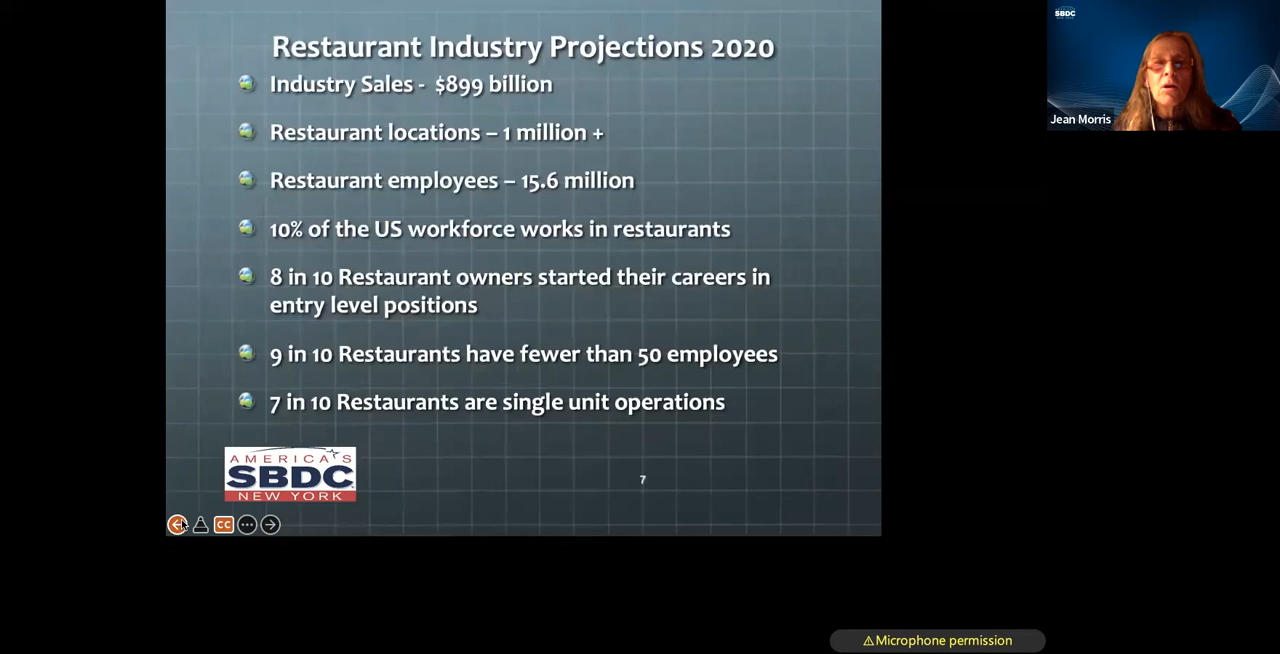 Restaurant Industry Projections 2020
Industry Sales - $899 billion
Restaurant locations – 1 million +
Restaurant employees – 15.6 million
10% of the US workforce works in restaurants
8 in 10 Restaurant owners started their careers in
entry level positions
9 in 10 Restaurants have fewer than 50 employees
7 in 10 Restaurants are single unit operations
AMERICA'S
SBDC
NEW YORK
7
CC
SBDC
NEW YORK
Jean Morris
⚠Microphone permission